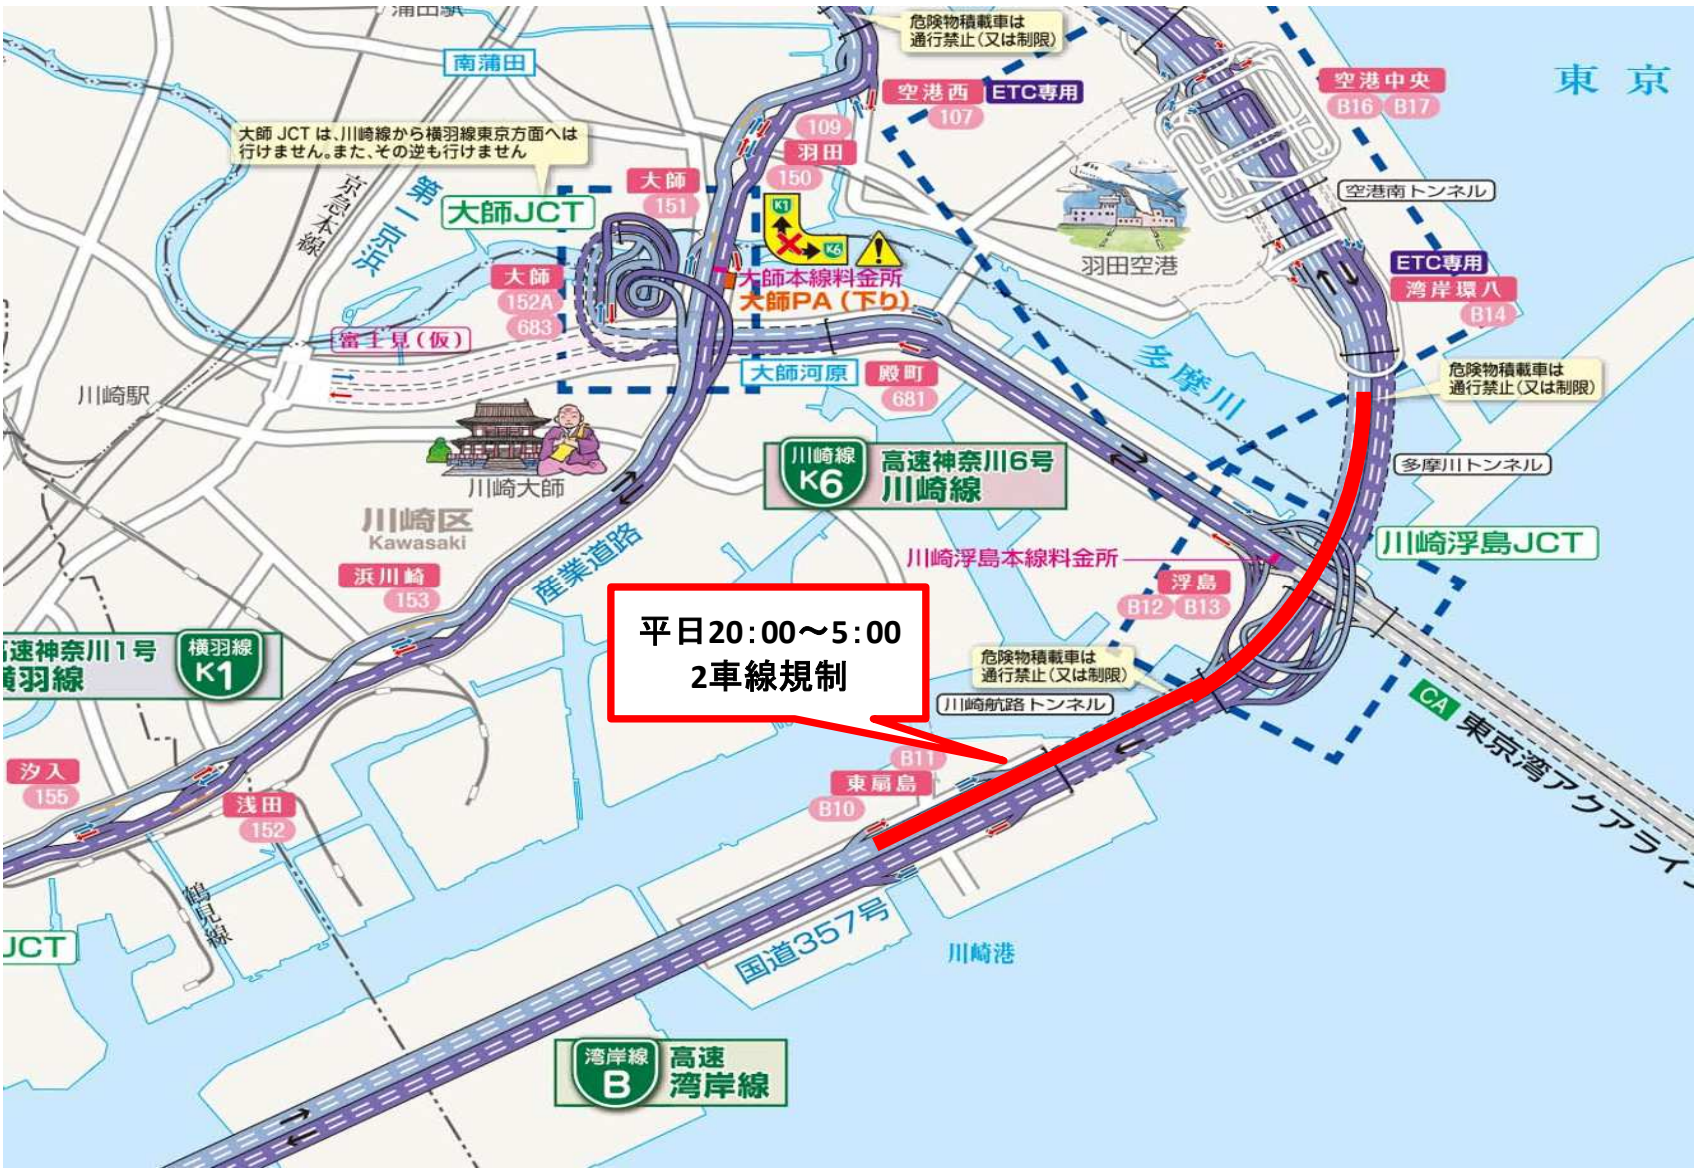 蒲田駅
危険物積載車は
通行禁止(又は制限)
南蒲田
空港西
ETC専用
107
空港中央
B16
B17
東京
大師 JCT は、川崎線から横羽線東京方面へは
行けません。また、その逆も行けません
109
羽田
150
京急本線
第一京浜
大師JCT
大師
151
K1
K6
空港南トンネル
羽田空港
ETC専用
湾岸環八
B14
大師
152A
683
大師本線料金所
大師PA(下り)
富士見(仮)
大師河原
殿町
681
多摩川
危険物積載車は
通行禁止(又は制限)
川崎駅
川崎大師
川崎線
K6
高速神奈川6号
川崎線
多摩川トンネル
川崎区
Kawasaki
産業道路
川崎浮島JCT
川崎浮島本線料金所
浜川崎
153
浮島
B12
B13
平日20:00～5:00
2車線規制
高速神奈川1号
横羽線
横羽線
K1
危険物積載車は
通行禁止(又は制限)
川崎航路トンネル
CA
東京湾アクアライン
汐入
155
浅田
152
B11
東扇島
B10
鶴見線
JCT
国道357号
川崎港
湾岸線
B
高速
湾岸線